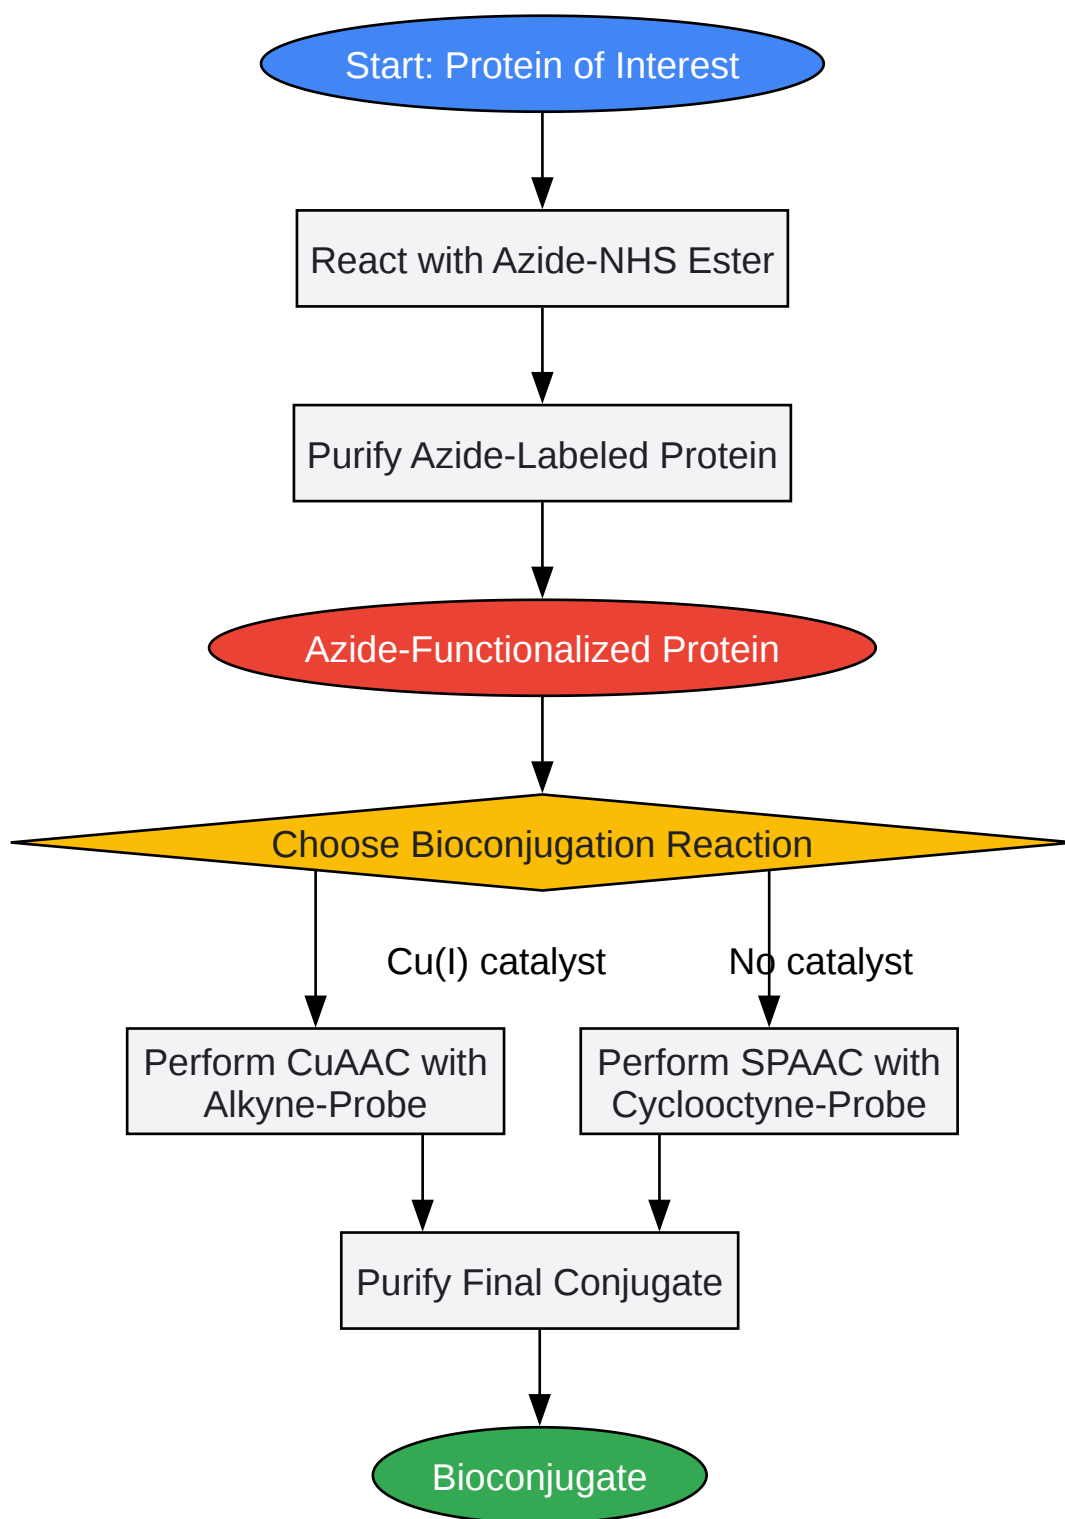 Start: Protein of Interest
React with Azide-NHS Ester
Purify Azide-Labeled Protein
Azide-Functionalized Protein
Choose Bioconjugation Reaction
Cu(I) catalyst
No catalyst
Perform CuAAC with
Alkyne-Probe
Perform SPAAC with
Cyclooctyne-Probe
Purify Final Conjugate
Bioconjugate